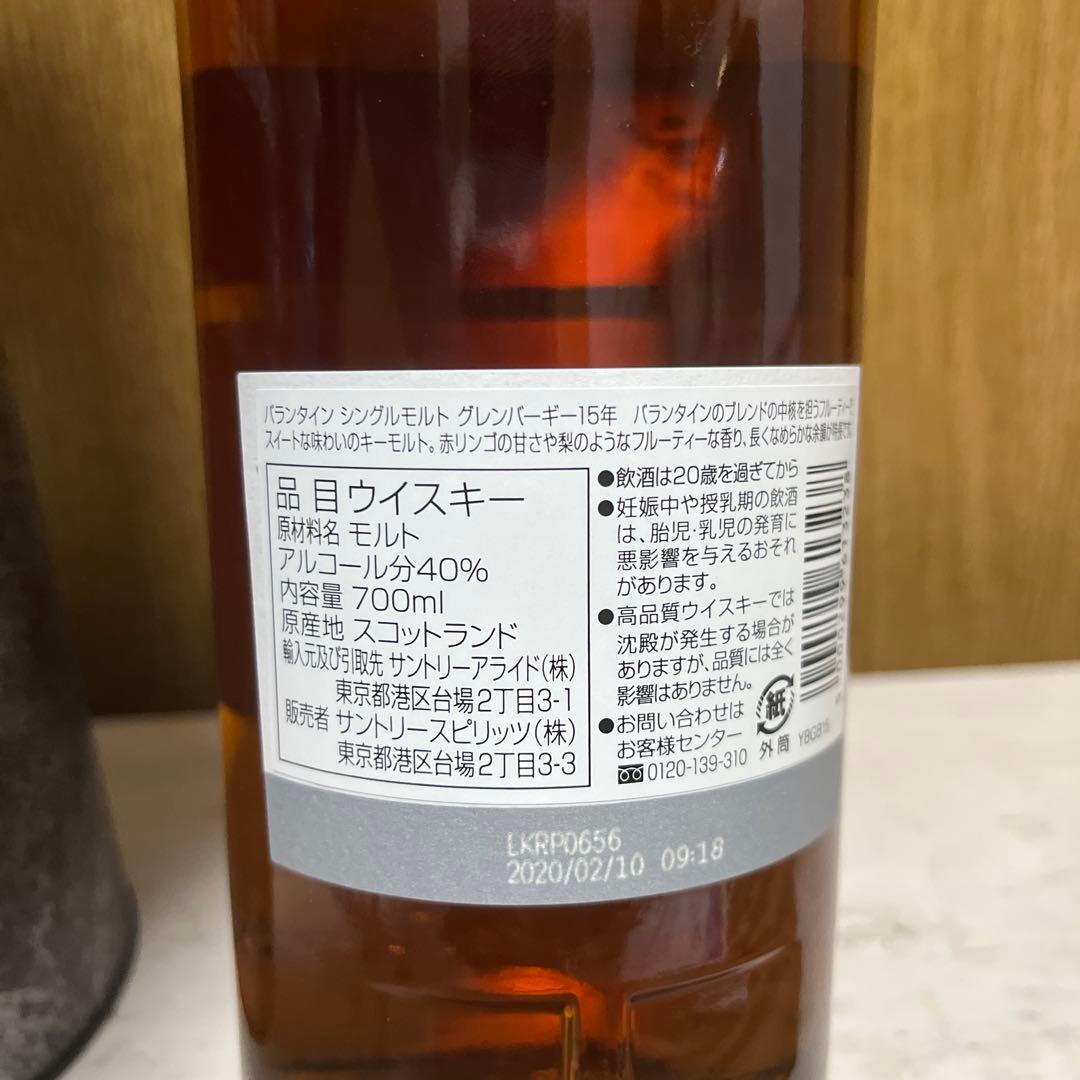 バランタイン シングルモルト グレンバーギー15年 バランタインのブレンドの中核を担うフルーティーで
スイートな味わいのキーモルト。赤リンゴの甘さや梨のようなフルーティーな香り、長くなめらかな余韻が特長です。
品目 ウイスキー
原材料名 モルト
アルコール分40%
内容量 700ml
原産地 スコットランド
輸入元及び引取先 サントリーアライド(株)
東京都港区台場2丁目3-1
販売者 サントリースピリッツ(株)
東京都港区台場2丁目3-3
●飲酒は20歳を過ぎてから
●妊娠中や授乳期の飲酒
は、胎児・乳児の発育に
悪影響を与えるおそれ
があります。
●高品質ウイスキーでは
沈殿が発生する場合が
ありますが、品質には全く
影響はありません。
●お問い合わせは
お客様センター
0120-139-310
紙
外筒 YBGB15
LKRP0656
2020/02/10 09:18